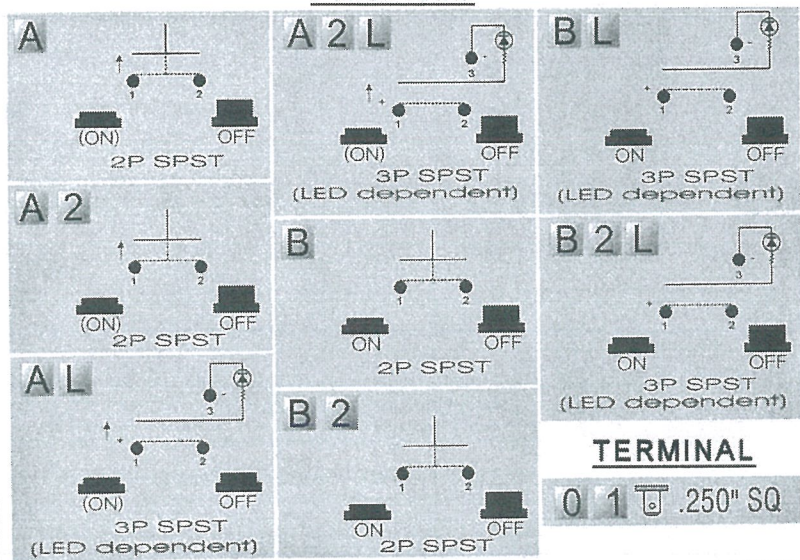 A
1 2
(ON) OFF
2P SPST
A 2
1 2
(ON) OFF
2P SPST
A L
3 -
+
1 2
(ON) OFF
3P SPST
(LED dependent)
A 2 L
3 -
+
1 2
(ON) OFF
3P SPST
(LED dependent)
B
1 2
ON OFF
2P SPST
B 2
1 2
ON OFF
2P SPST
B L
3 -
+
1 2
ON OFF
3P SPST
(LED dependent)
B 2 L
3 -
+
1 2
ON OFF
3P SPST
(LED dependent)
TERMINAL
0 1 .250" SQ